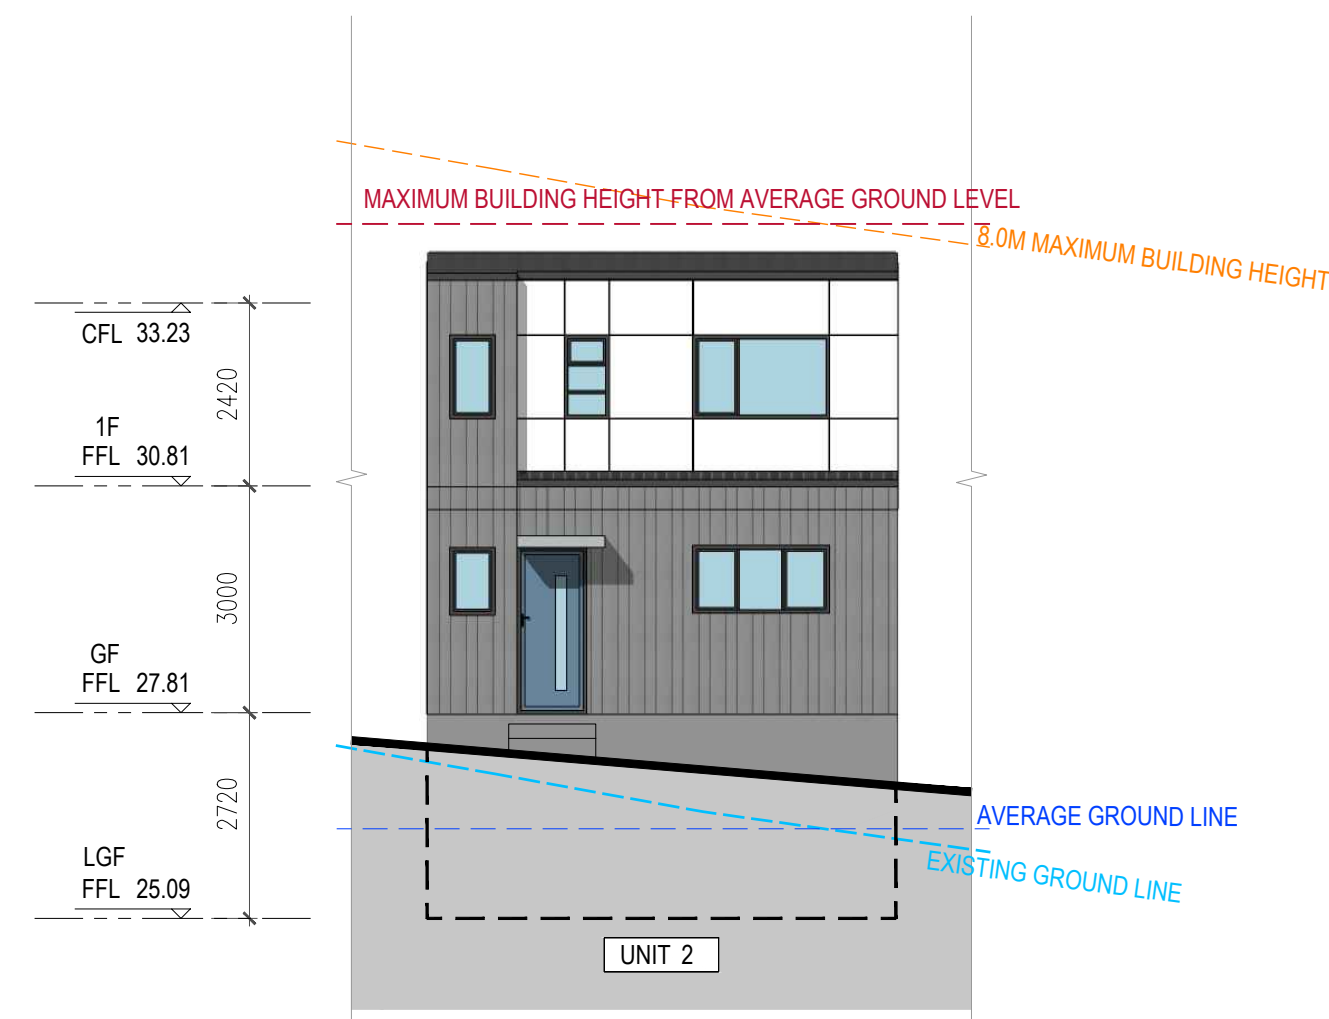 MAXIMUM BUILDING HEIGHT FROM AVERAGE GROUND LEVEL
8.0M MAXIMUM BUILDING HEIGHT
CFL 33.23
2420
1F
FFL 30.81
3000
GF
FFL 27.81
2720
AVERAGE GROUND LINE
LGF
FFL 25.09
EXISTING GROUND LINE
UNIT 2